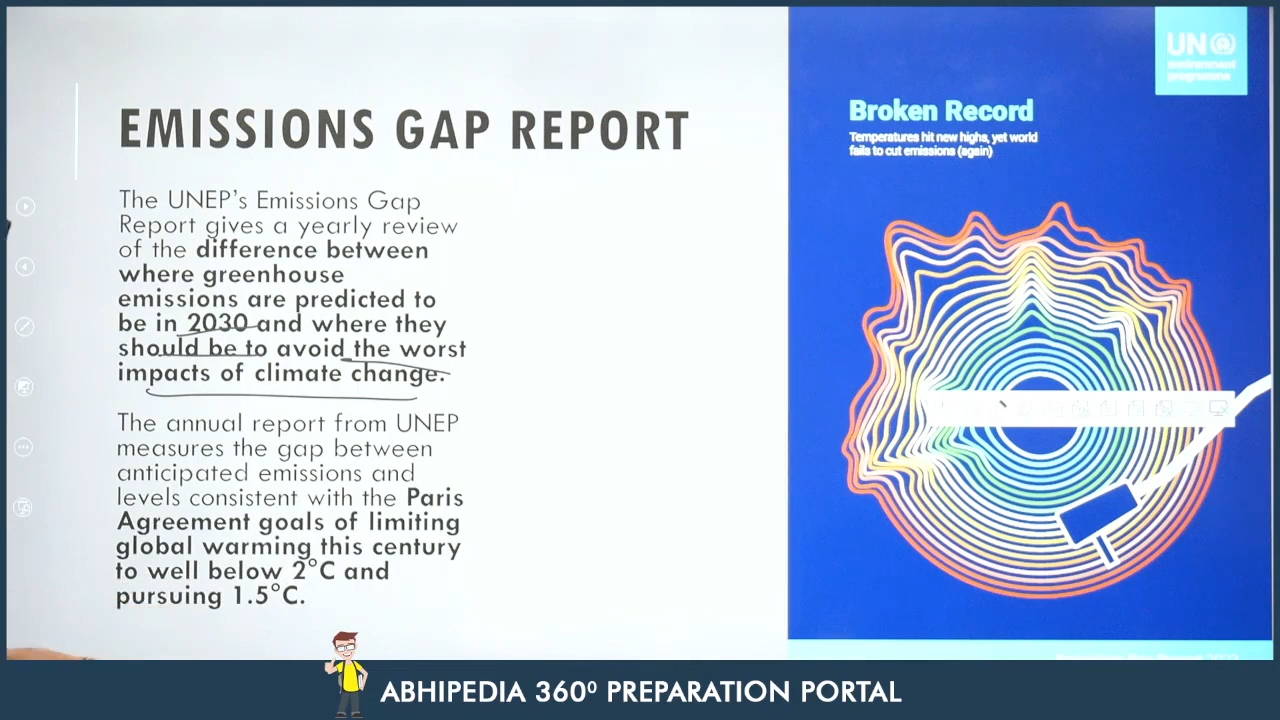 EMISSIONS GAP REPORT
The UNEP's Emissions Gap
Report gives a yearly review
of the difference between
where greenhouse
emissions are predicted to
be in 2030 and where they
should be to avoid the worst
impacts of climate change.
The annual report from UNEP
measures the gap between
anticipated emissions and
levels consistent with the Paris
Agreement goals of limiting
global warming this century
to well below 2°C and
pursuing 1.5°C.
UN
environment
programme
Broken Record
Temperatures hit new highs, yet world
fails to cut emissions (again)
ABHIPEDIA 360⁰ PREPARATION PORTAL